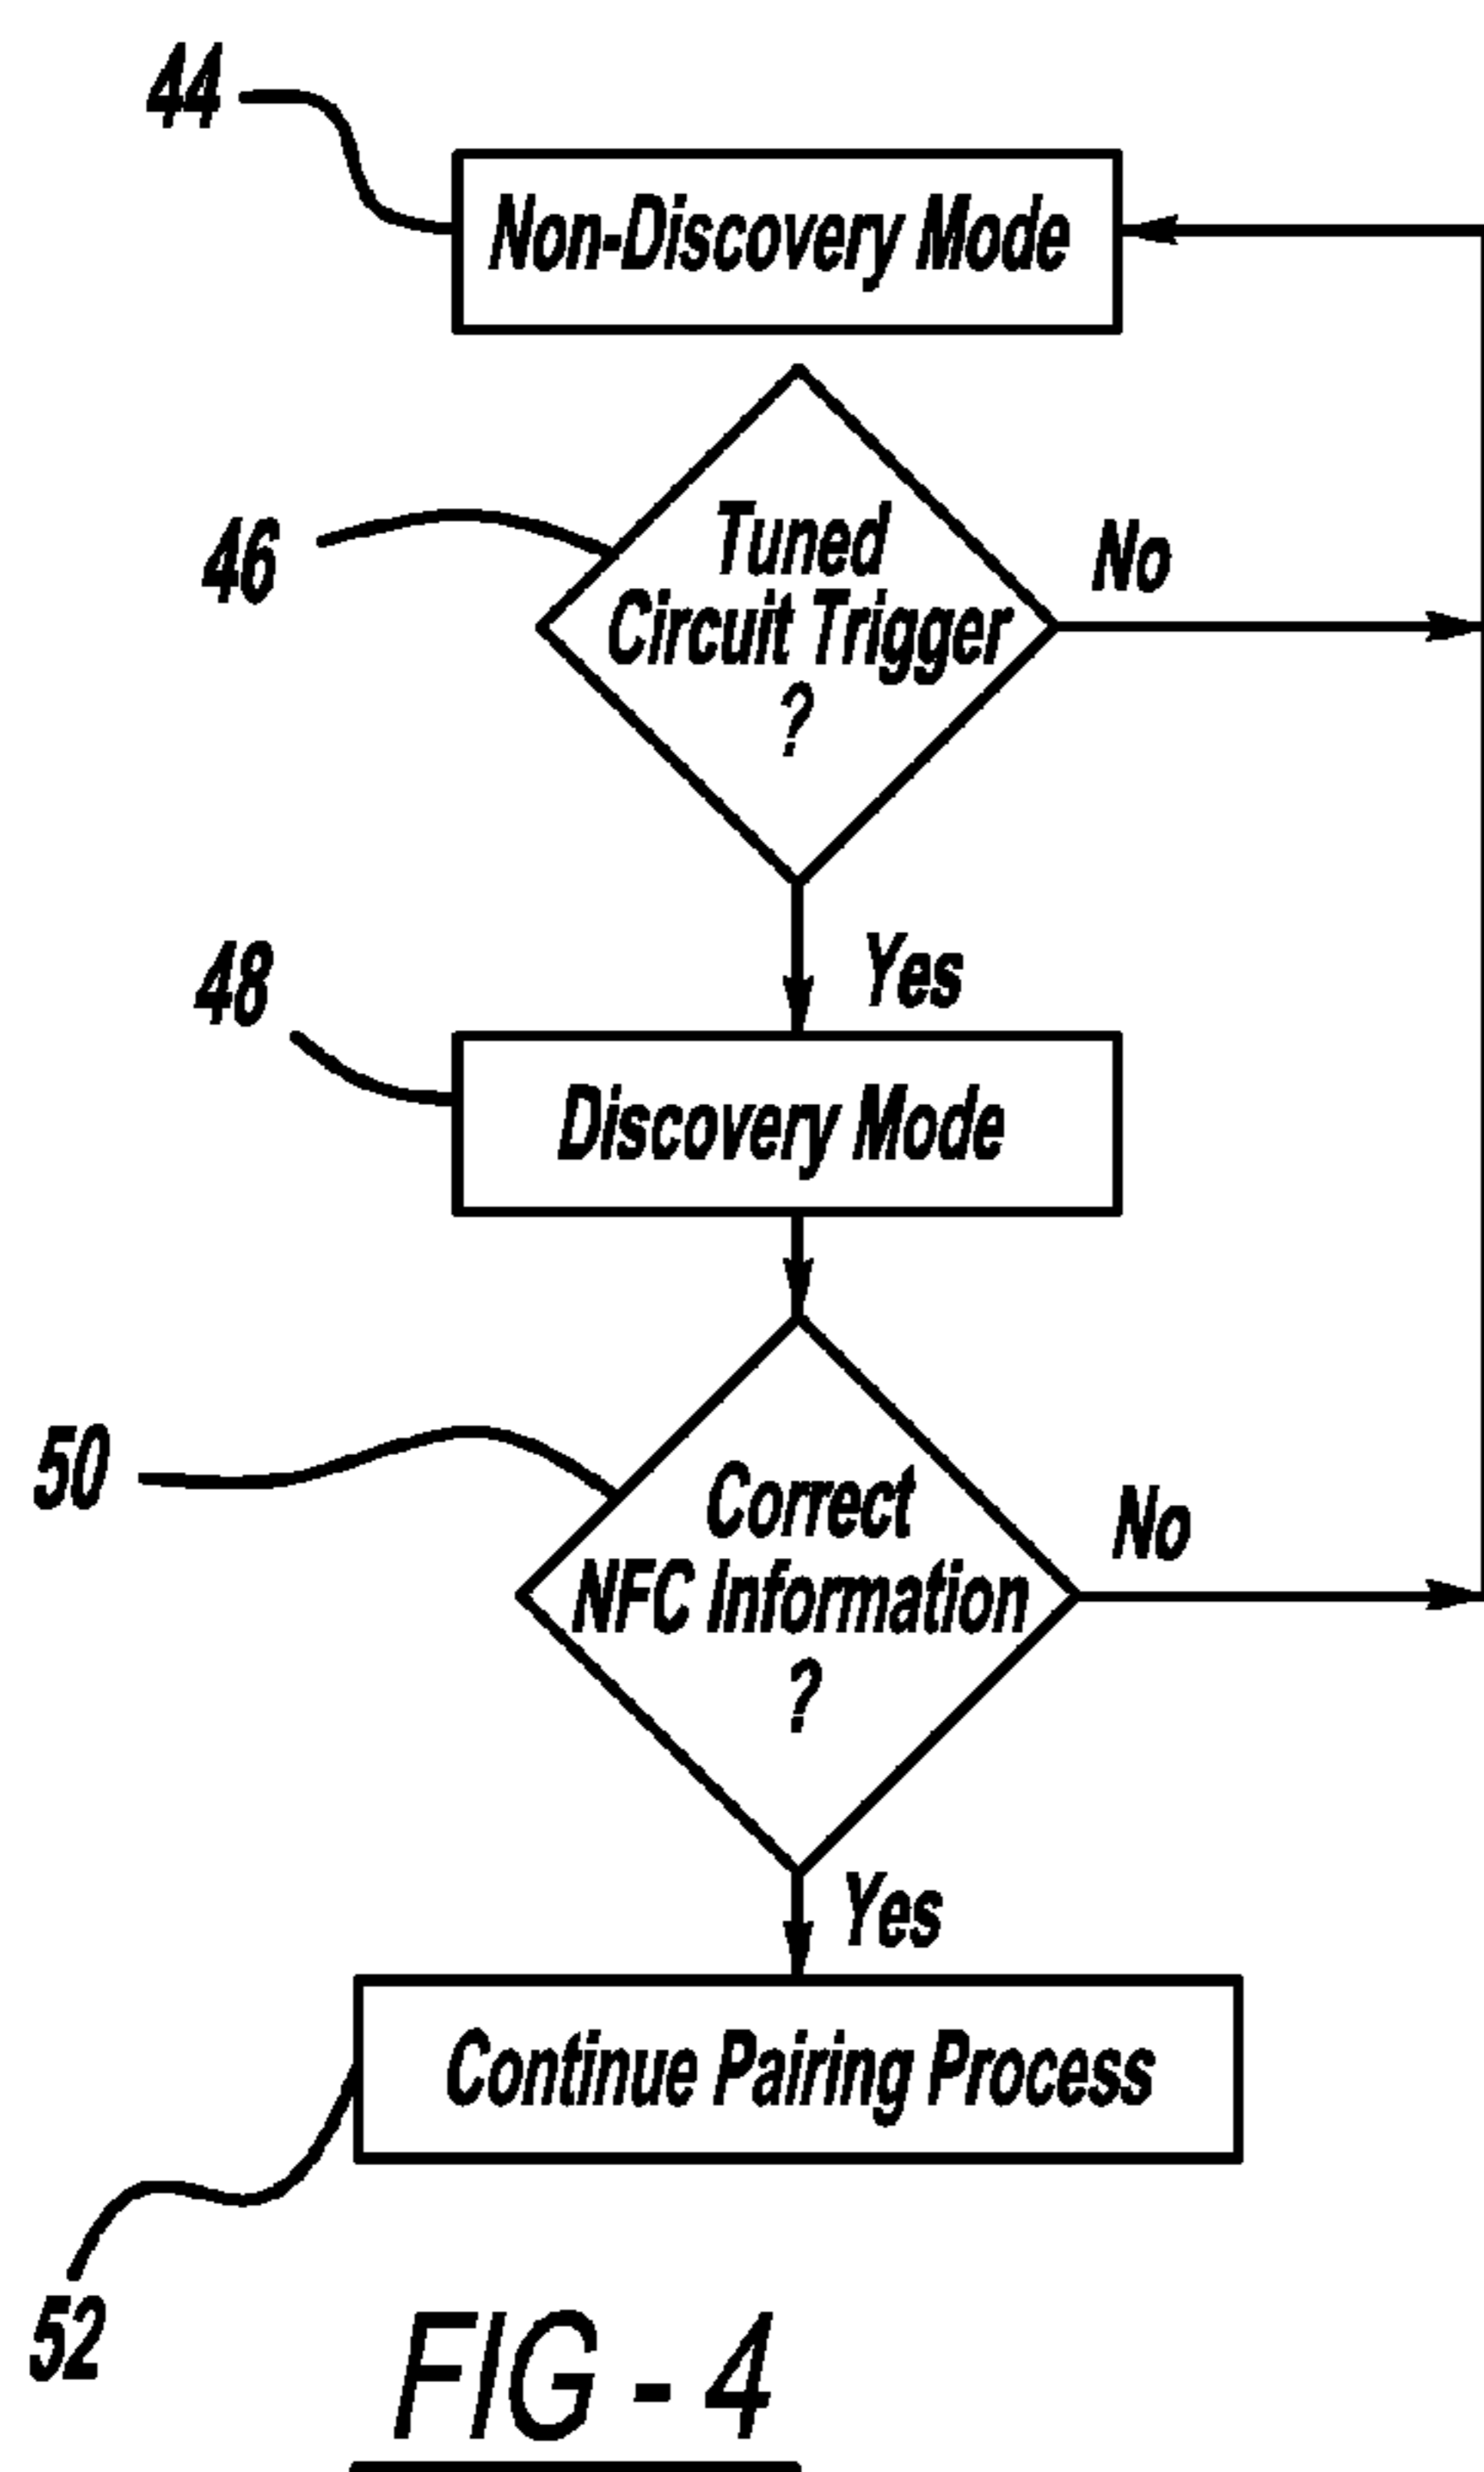 44
Non-Discovery Mode
46
Tuned
Circuit Trigger
?
No
Yes
48
Discovery Mode
50
Correct
NFC Information
?
No
Yes
Continue Pairing Process
52
FIG - 4